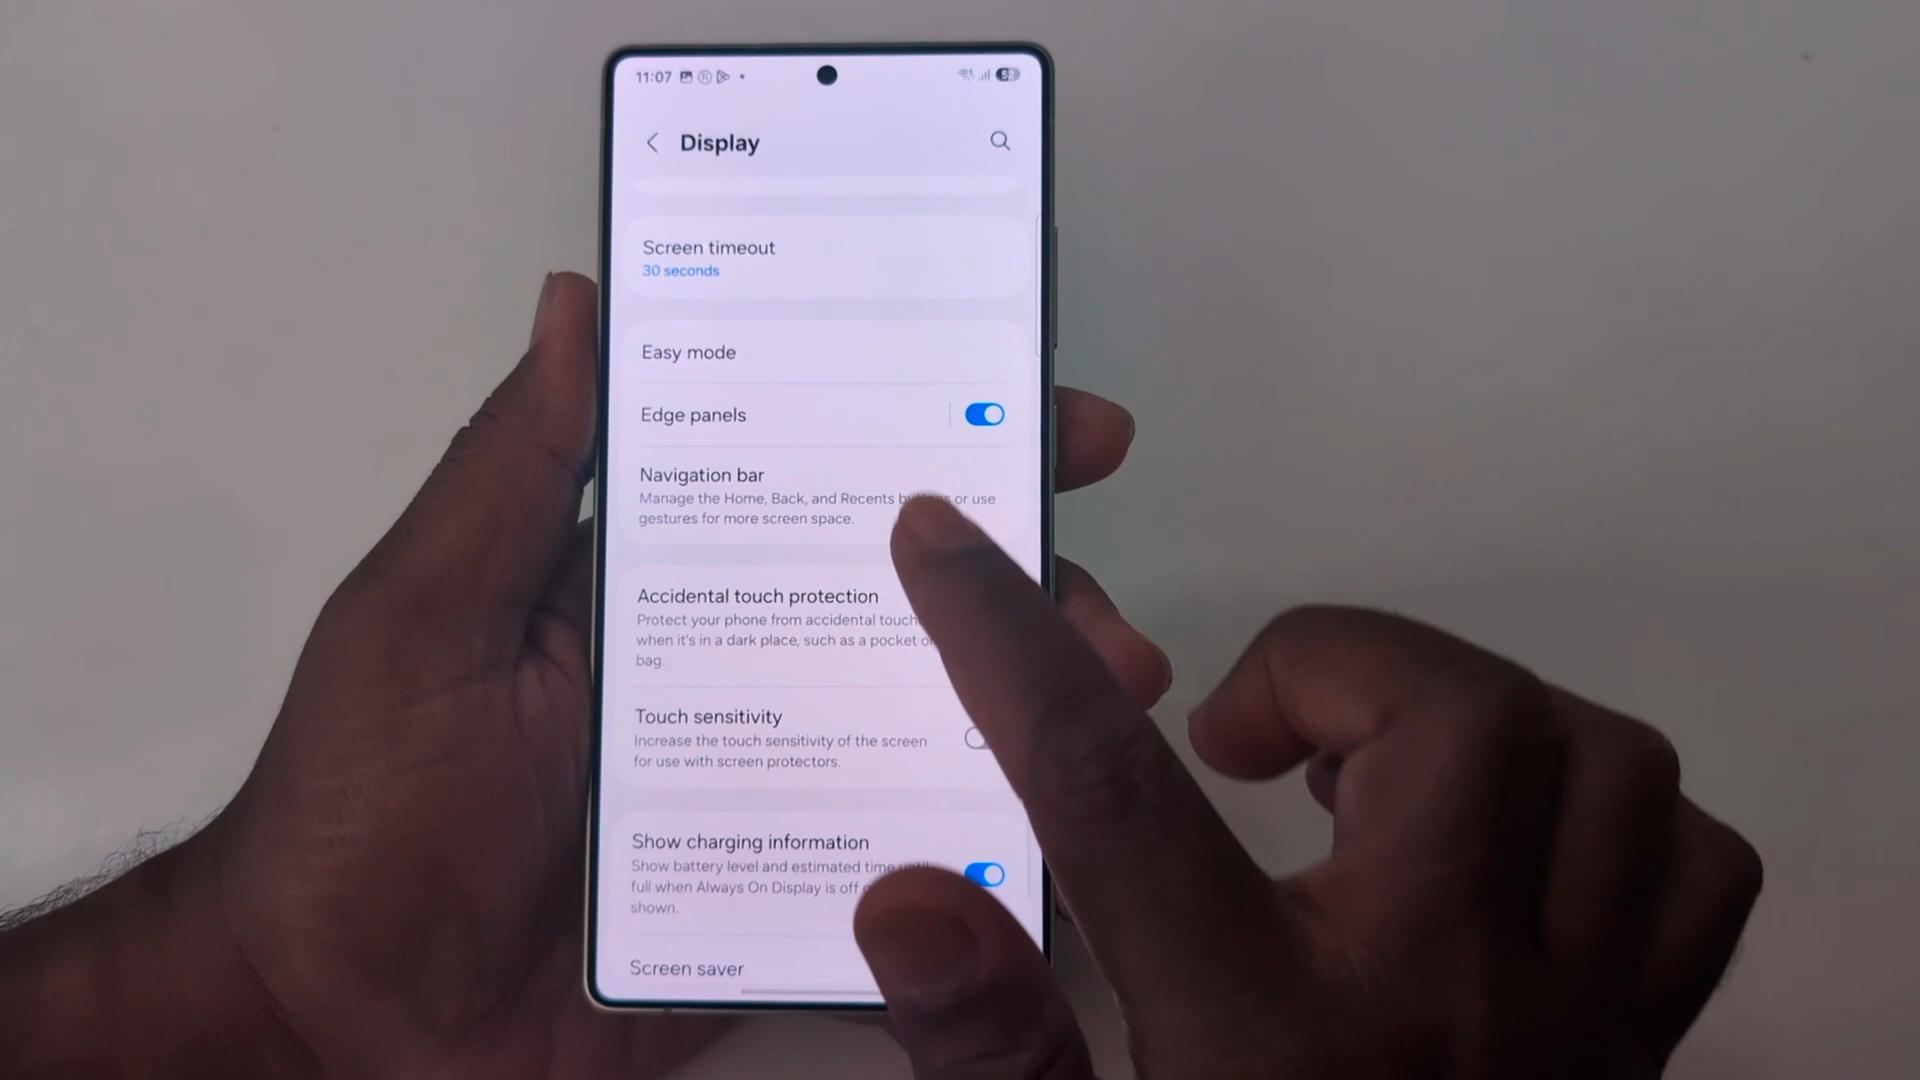 11:07
52
Display
Screen timeout
30 seconds
Easy mode
Edge panels
Navigation bar
Manage the Home, Back, and Recents or use
gestures for more screen space.
Accidental touch protection
Protect your phone from accidental
when it's in a dark place, such as a pocket
bag.
Touch sensitivity
Increase the touch sensitivity of the screen
for use with screen protectors.
Show charging information
Show battery level and estimated time
full when Always On Display is off
shown.
Screen saver